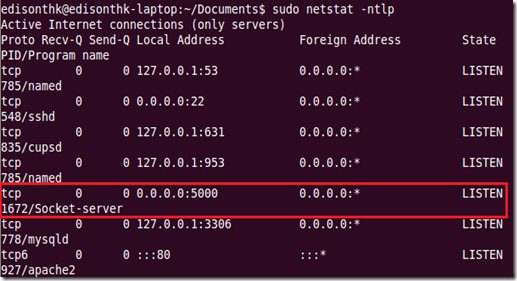 edisonthk@edisonthk-laptop:~/Documents$ sudo netstat -ntlp
Active Internet connections (only servers)
Proto Recv-Q Send-Q Local Address Foreign Address State
PID/Program name
tcp 0 0 127.0.0.1:53 0.0.0.0:* LISTEN
785/named
tcp 0 0 0.0.0.0:22 0.0.0.0:* LISTEN
548/sshd
tcp 0 0 127.0.0.1:631 0.0.0.0:* LISTEN
835/cupsd
tcp 0 0 127.0.0.1:953 0.0.0.0:* LISTEN
785/named
tcp 0 0 0.0.0.0:5000 0.0.0.0:* LISTEN
1672/Socket-server
tcp 0 0 127.0.0.1:3306 0.0.0.0:* LISTEN
778/mysqld
tcp6 0 0 :::80 :::* LISTEN
927/apache2